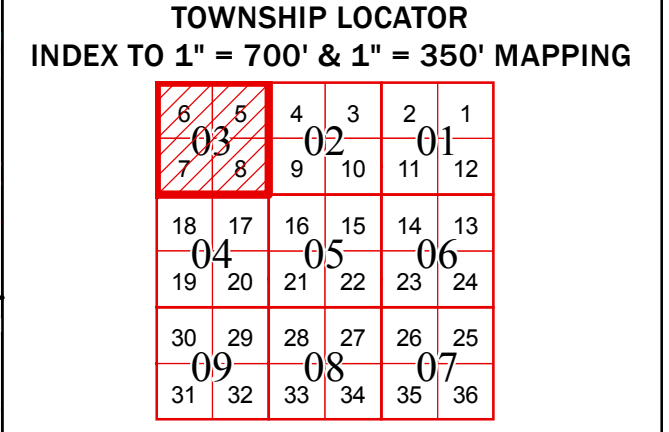 TOWNSHIP LOCATOR
INDEX TO 1" = 700' & 1" = 350' MAPPING
6 5 4 3 2 1
03 02 01
7 8 9 10 11 12
18 17 16 15 14 13
04 05 06
19 20 21 22 23 24
30 29 28 27 26 25
09 08 07
31 32 33 34 35 36